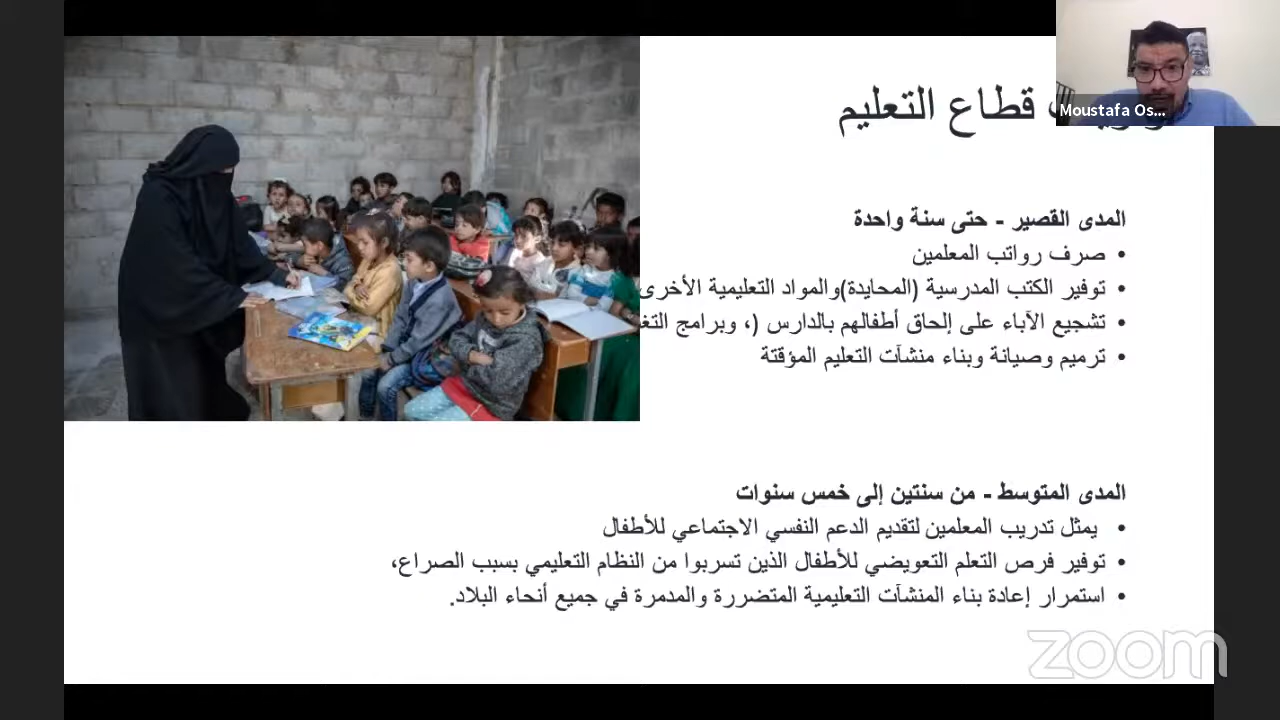 قطاع التعليم
Moustafa Os...
المدى القصير - حتى سنة واحدة
• صرف رواتب المعلمين
• توفير الكتب المدرسية (المحايدة)والمواد التعليمية الأخرى
• تشجيع الآباء على إلحاق أطفالهم بالدارس (، وبرامج
• ترميم وصيانة وبناء منشآت التعليم المؤقتة
المدى المتوسط - من سنتين إلى خمس سنوات
• يمثل تدريب المعلمين لتقديم الدعم النفسي الاجتماعي للأطفال
• توفير فرص التعلم التعويضي للأطفال الذين تسربوا من النظام التعليمي بسبب الصراع،
• استمرار إعادة بناء المنشآت التعليمية المتضررة والمدمرة في جميع أنحاء البلاد.
zoom